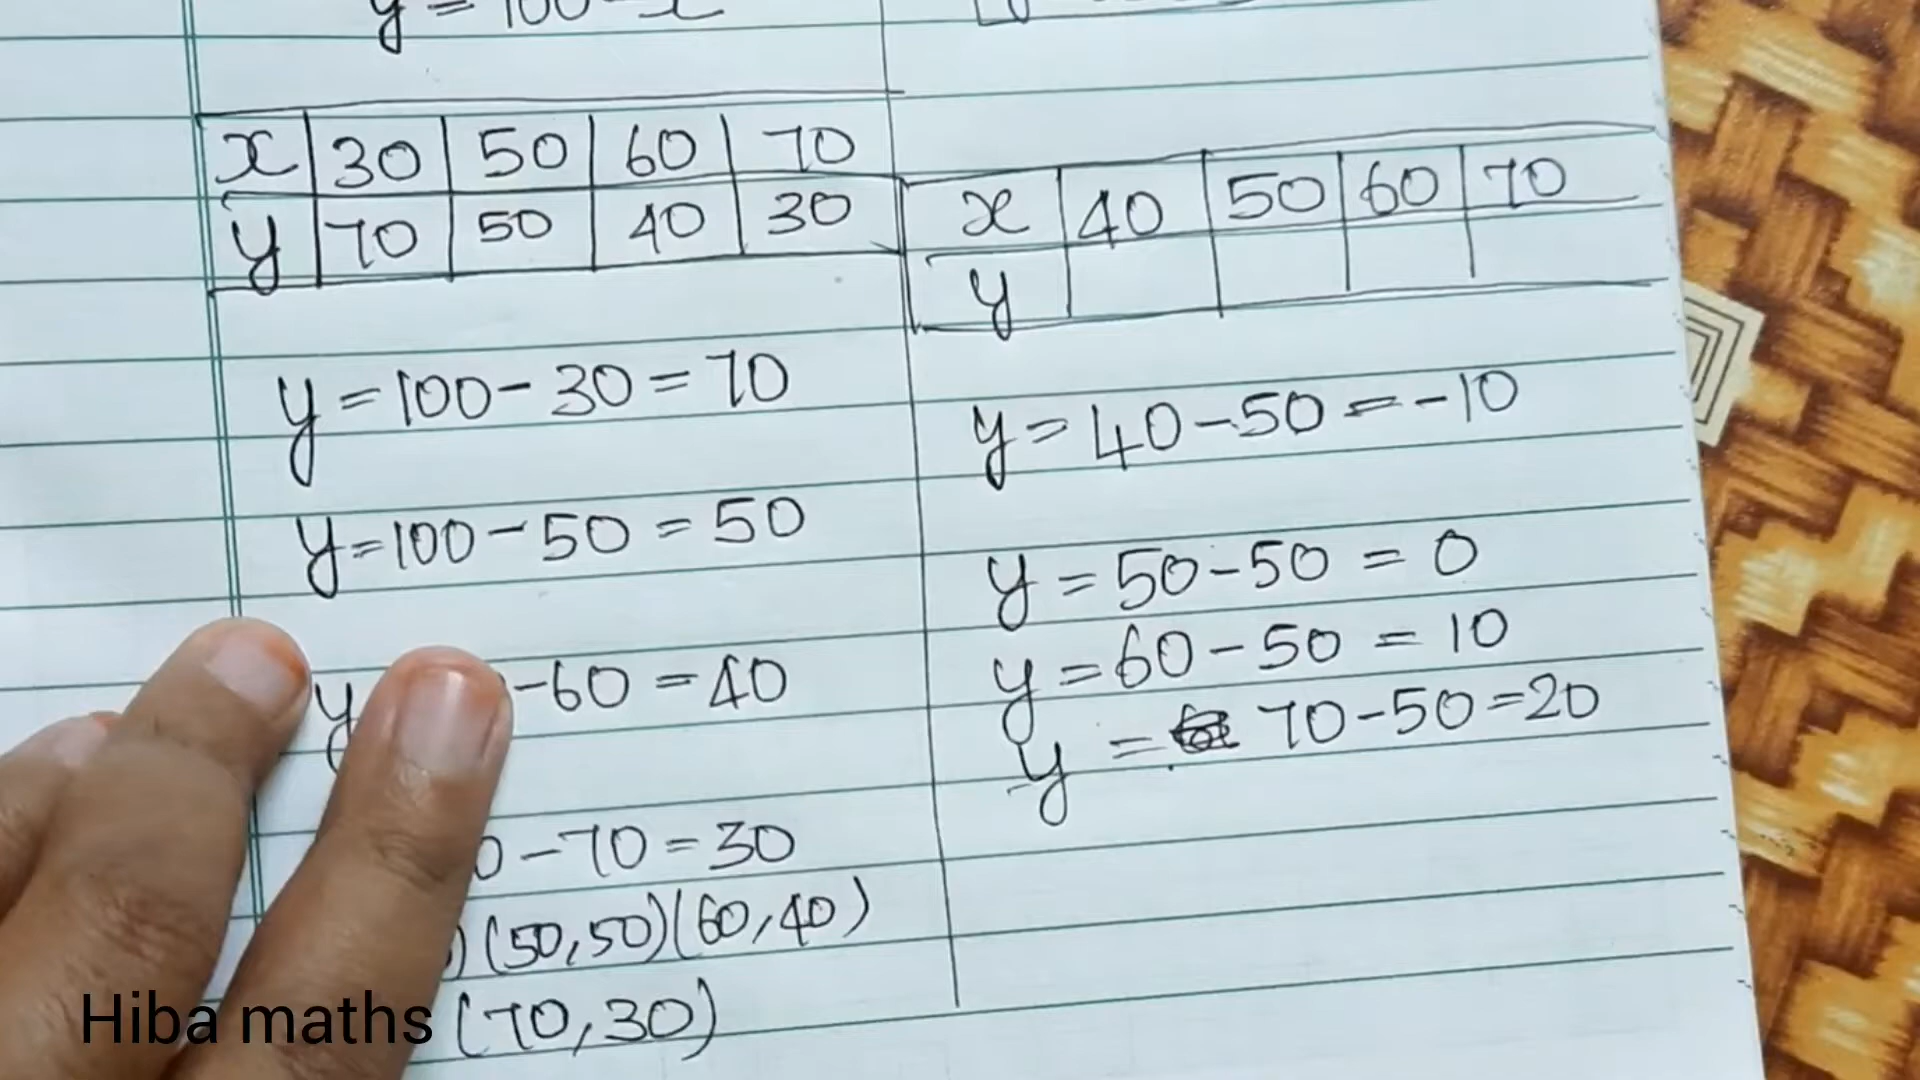 y = 100 - x
x 30 50 60 70
y 70 50 40 30
y = 100 - 30 = 70
y = 100 - 50 = 50
y -60 = 40
0 - 70 = 30
) (50,50) (60,40)
(70,30)
x 40 50 60 70
y
y = 40 - 50 = -10
y = 50 - 50 = 0
y = 60 - 50 = 10
y = 70 - 50 = 20
Hiba maths